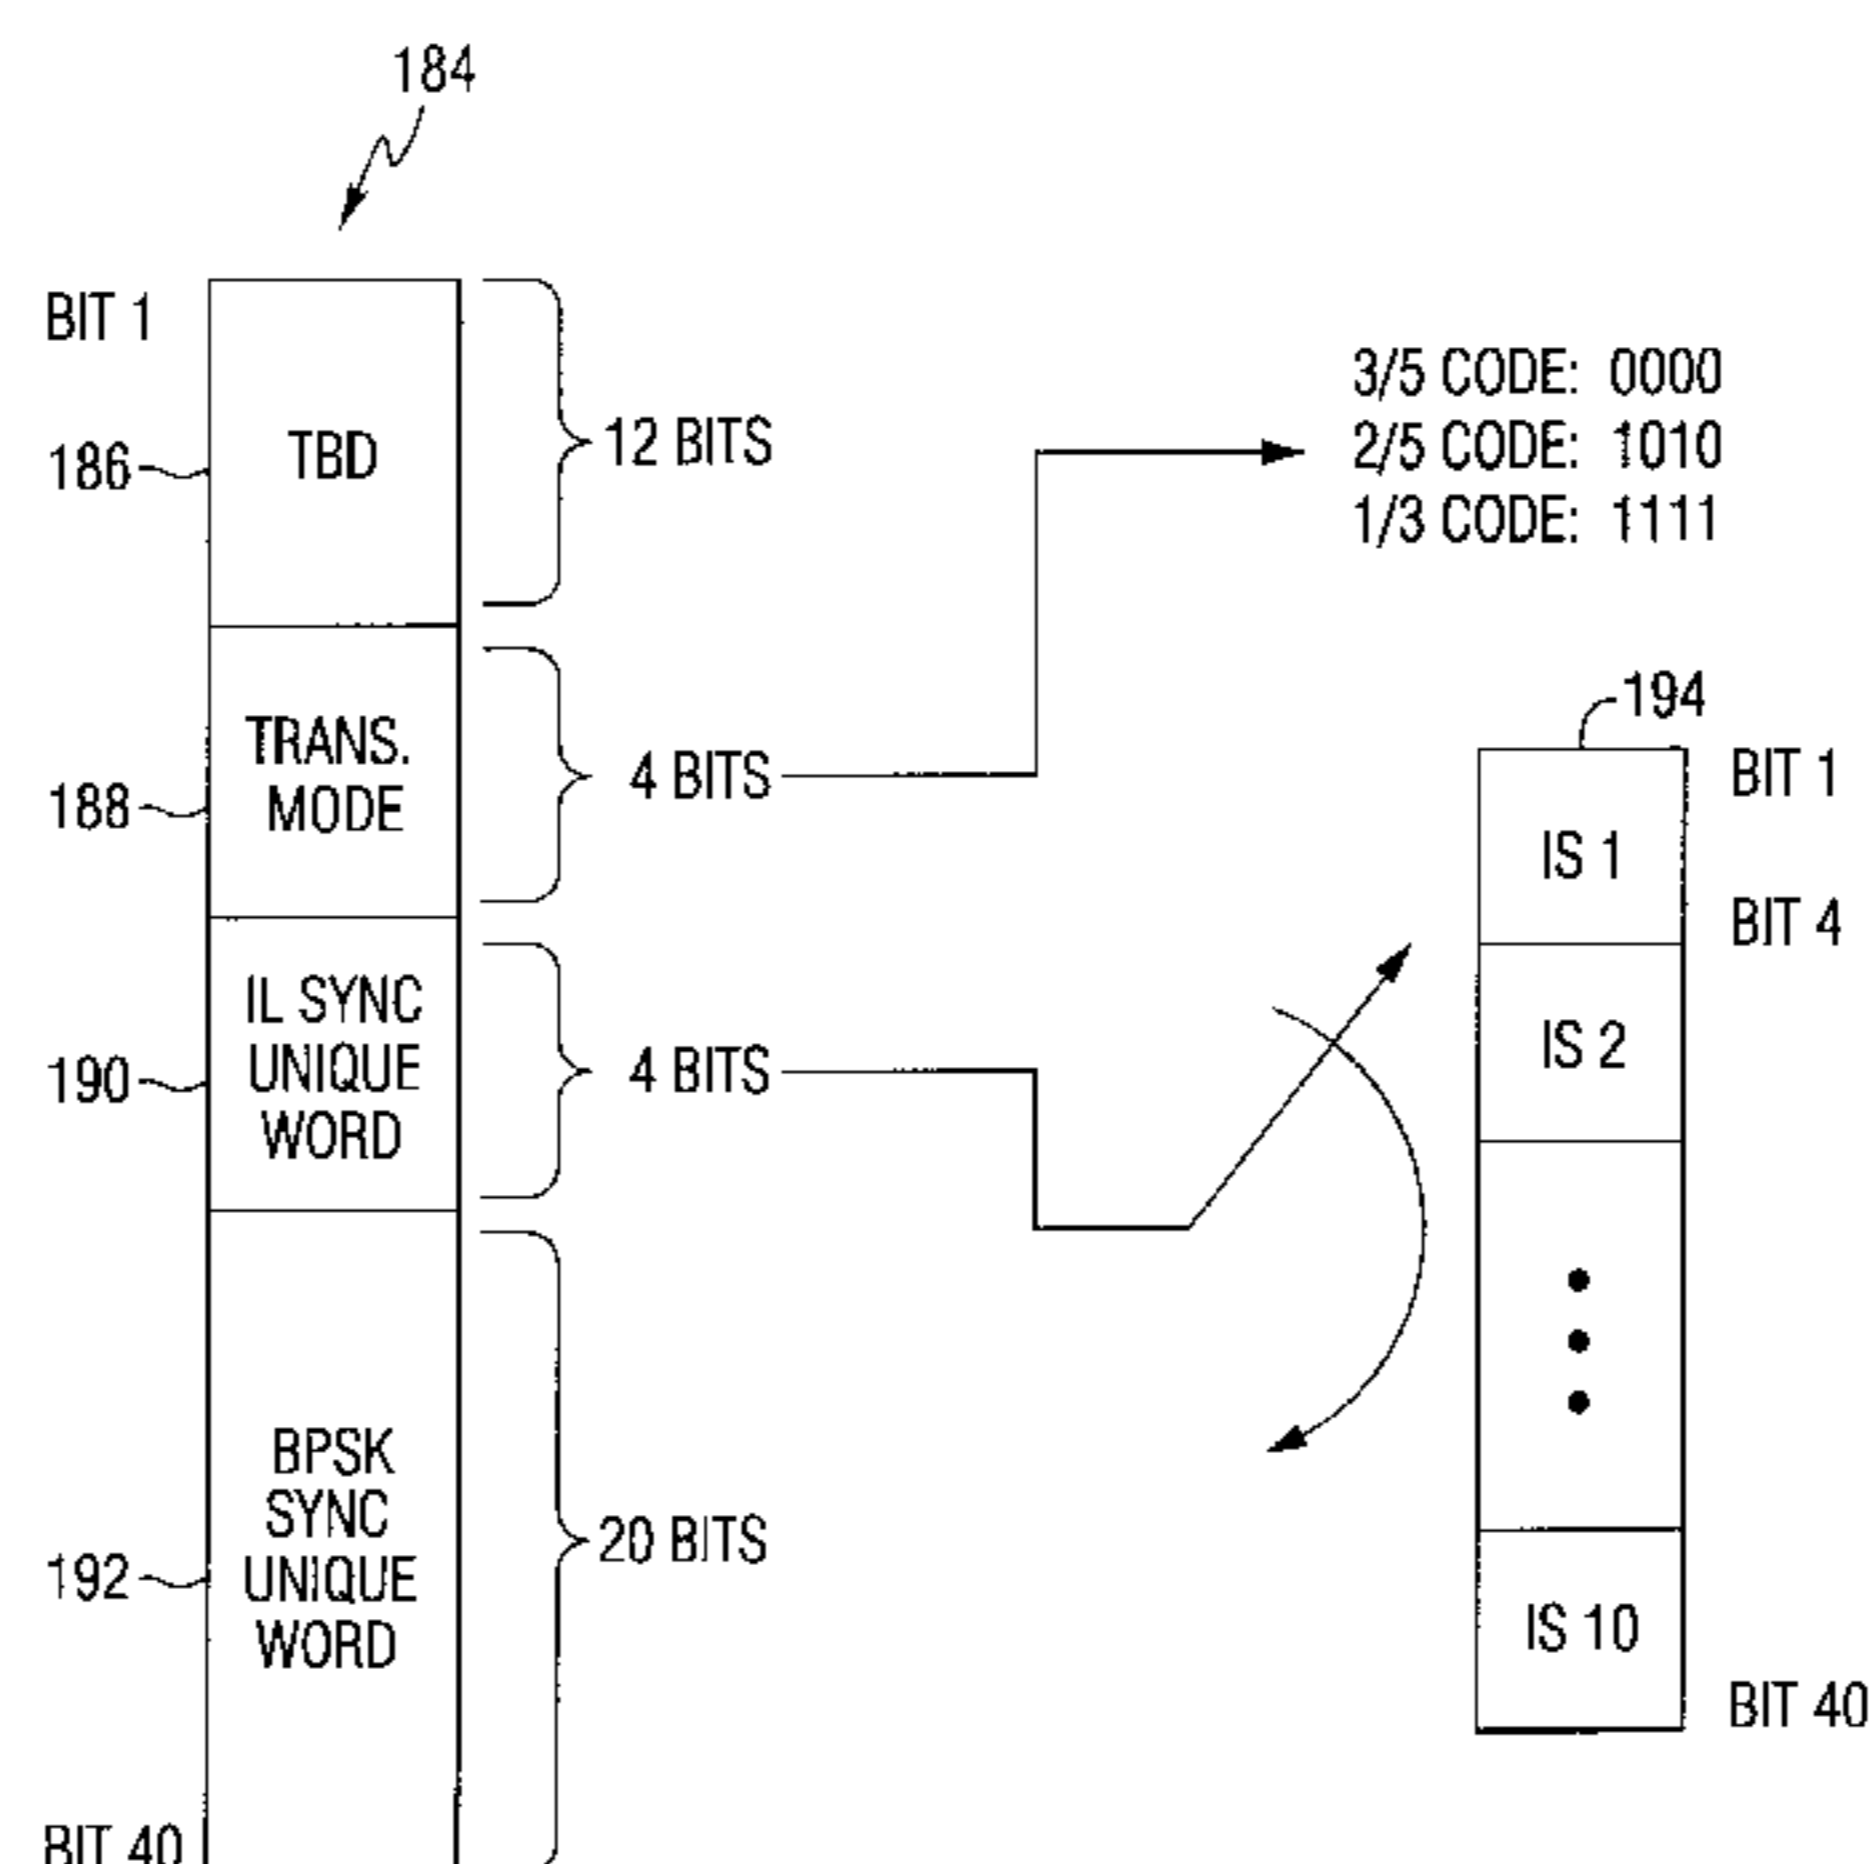 184
BIT 1
186
TBD
12 BITS
3/5 CODE: 0000
2/5 CODE: 1010
1/3 CODE: 1111
188
TRANS.
MODE
4 BITS
190
IL SYNC
UNIQUE
WORD
4 BITS
192
BPSK
SYNC
UNIQUE
WORD
20 BITS
BIT 40
194
BIT 1
IS 1
BIT 4
IS 2
IS 10
BIT 40